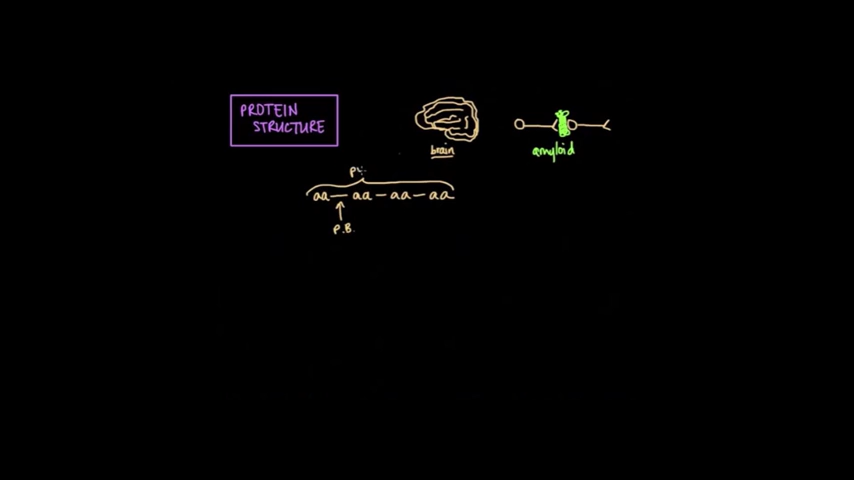 PROTEIN
STRUCTURE
brain
amyloid
aa — aa — aa — aa
P.B.